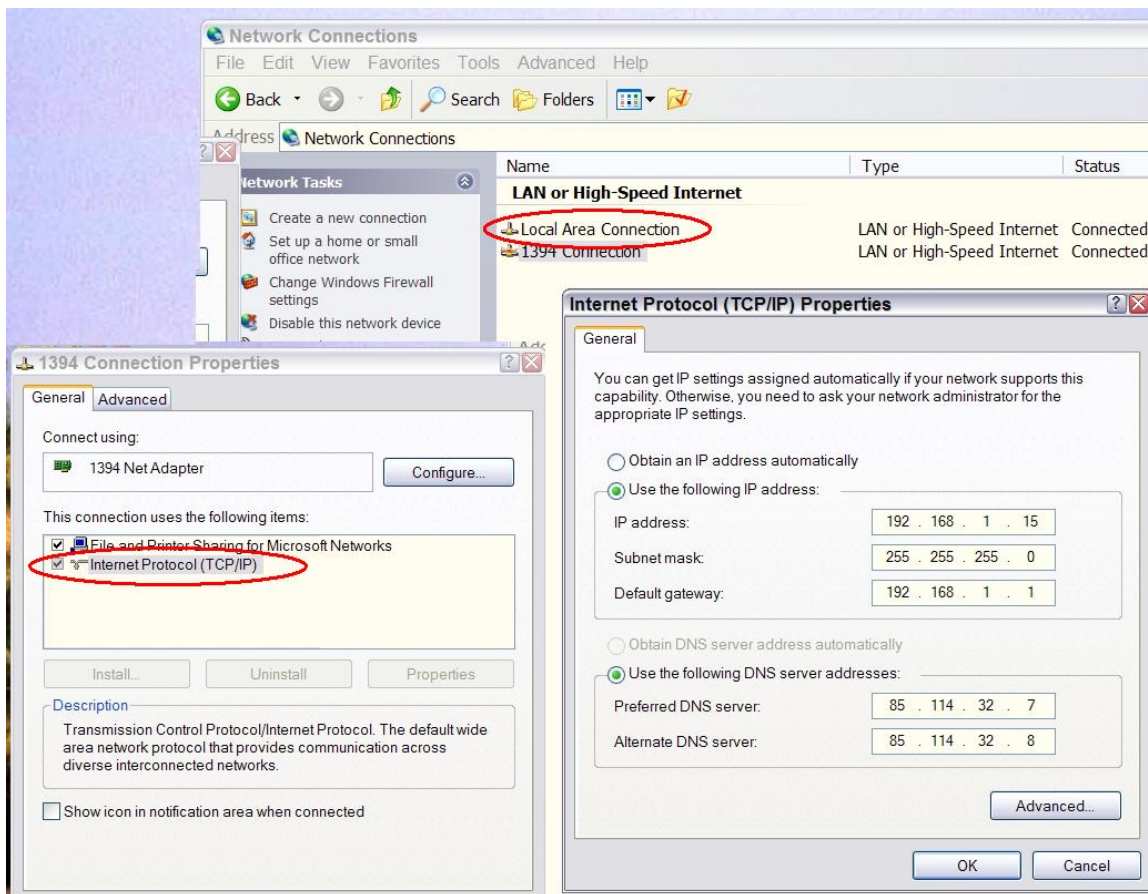 Network Connections
File Edit View Favorites Tools Advanced Help
Back Search Folders
Address Network Connections
Name Type Status
LAN or High-Speed Internet
Local Area Connection LAN or High-Speed Internet Connected
1394 Connection LAN or High-Speed Internet Connected
Network Tasks
Create a new connection
Set up a home or small
office network
Change Windows Firewall
settings
Disable this network device
1394 Connection Properties
General Advanced
Connect using:
1394 Net Adapter Configure...
This connection uses the following items:
File and Printer Sharing for Microsoft Networks
Internet Protocol (TCP/IP)
Install... Uninstall Properties
Description
Transmission Control Protocol/Internet Protocol. The default wide
area network protocol that provides communication across
diverse interconnected networks.
Show icon in notification area when connected
Internet Protocol (TCP/IP) Properties
General
You can get IP settings assigned automatically if your network supports this
capability. Otherwise, you need to ask your network administrator for the
appropriate IP settings.
Obtain an IP address automatically
Use the following IP address:
IP address: 192 . 168 . 1 . 15
Subnet mask: 255 . 255 . 255 . 0
Default gateway: 192 . 168 . 1 . 1
Obtain DNS server address automatically
Use the following DNS server addresses:
Preferred DNS server: 85 . 114 . 32 . 7
Alternate DNS server: 85 . 114 . 32 . 8
Advanced...
OK Cancel